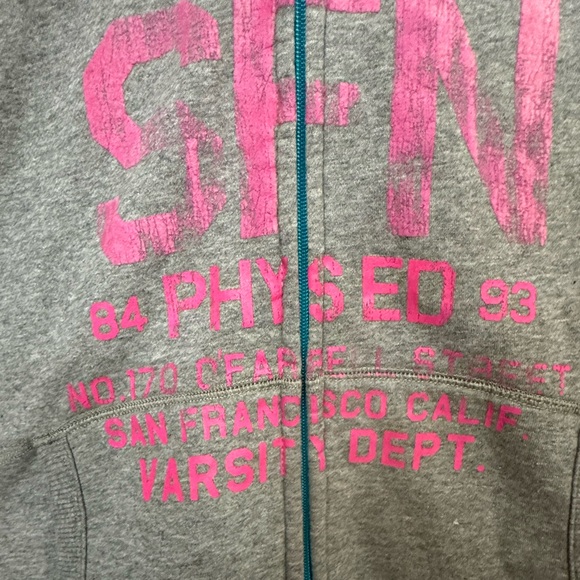 SFN
84 PHYS ED 93
NO.170 O'FARRELL STREET
SAN FRANCISCO CALIF.
VARSITY DEPT.